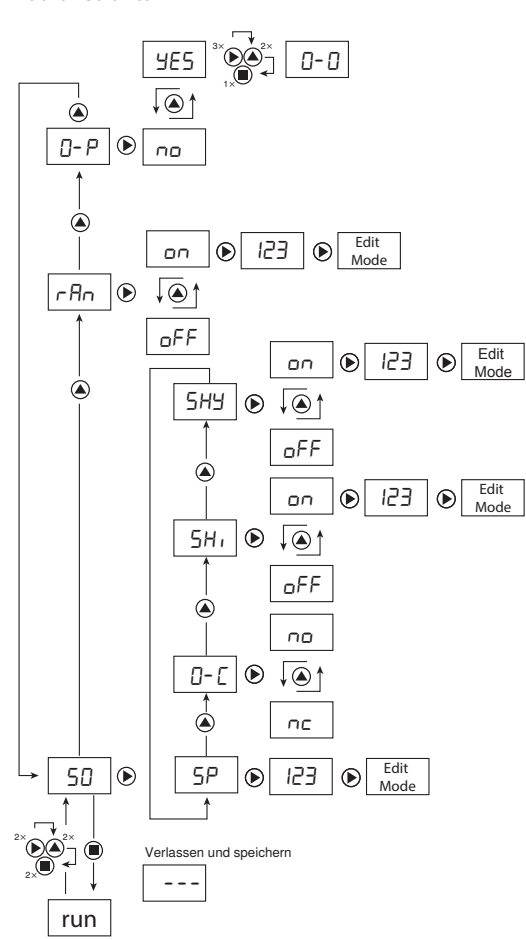 3× 2×
YES 0-0
1×
0-P no
on 123 Edit Mode
rAn
oFF
on 123 Edit Mode
SHY
oFF
on 123 Edit Mode
SHi
oFF
no
0-C
nc
S0 SP 123 Edit Mode
2× 2×
2×
Verlassen und speichern
---
run